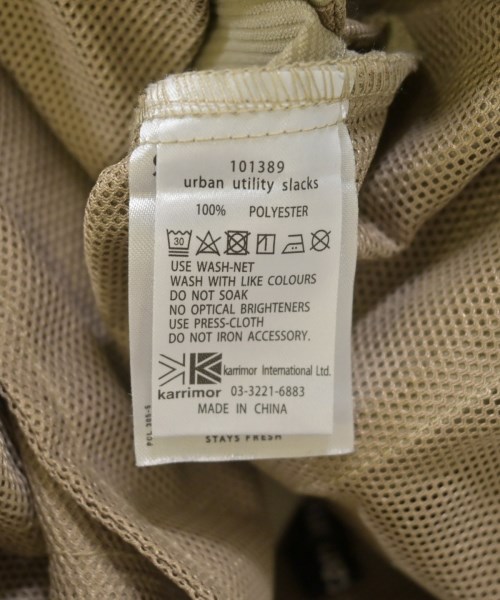 101389
urban utility slacks
100% POLYESTER
30
USE WASH-NET
WASH WITH LIKE COLOURS
DO NOT SOAK
NO OPTICAL BRIGHTENERS
USE PRESS-CLOTH
DO NOT IRON ACCESSORY.
karrimor International Ltd.
karrimor 03-3221-6883
MADE IN CHINA
STAYS FRESH